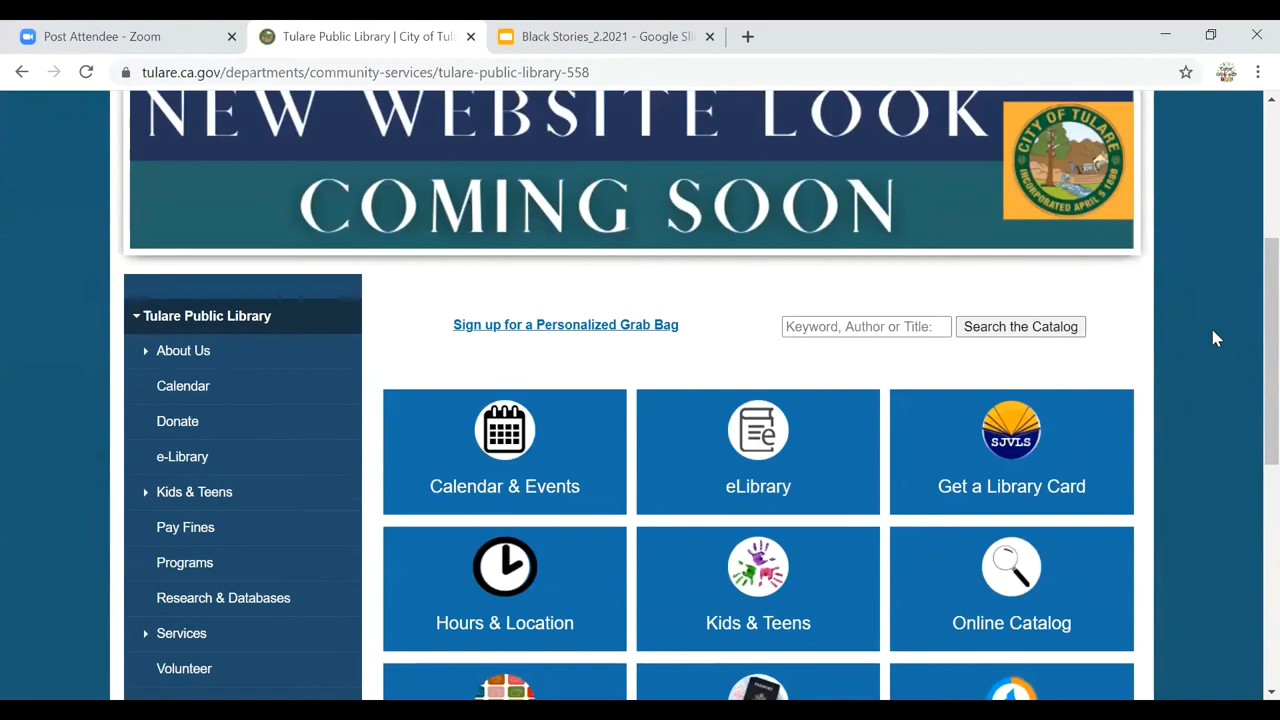 Post Attendee - Zoom
Tulare Public Library | City of Tul
Black Stories_2.2021 - Google Sli
tulare.ca.gov/departments/community-services/tulare-public-library-558
NEW WEBSITE LOOK
COMING SOON
CITY OF TULARE
INCORPORATED APRIL 5 1888
Tulare Public Library
About Us
Calendar
Donate
e-Library
Kids & Teens
Pay Fines
Programs
Research & Databases
Services
Volunteer
Sign up for a Personalized Grab Bag
Keyword, Author or Title:
Search the Catalog
Calendar & Events
eLibrary
SJVLS
Get a Library Card
Hours & Location
Kids & Teens
Online Catalog